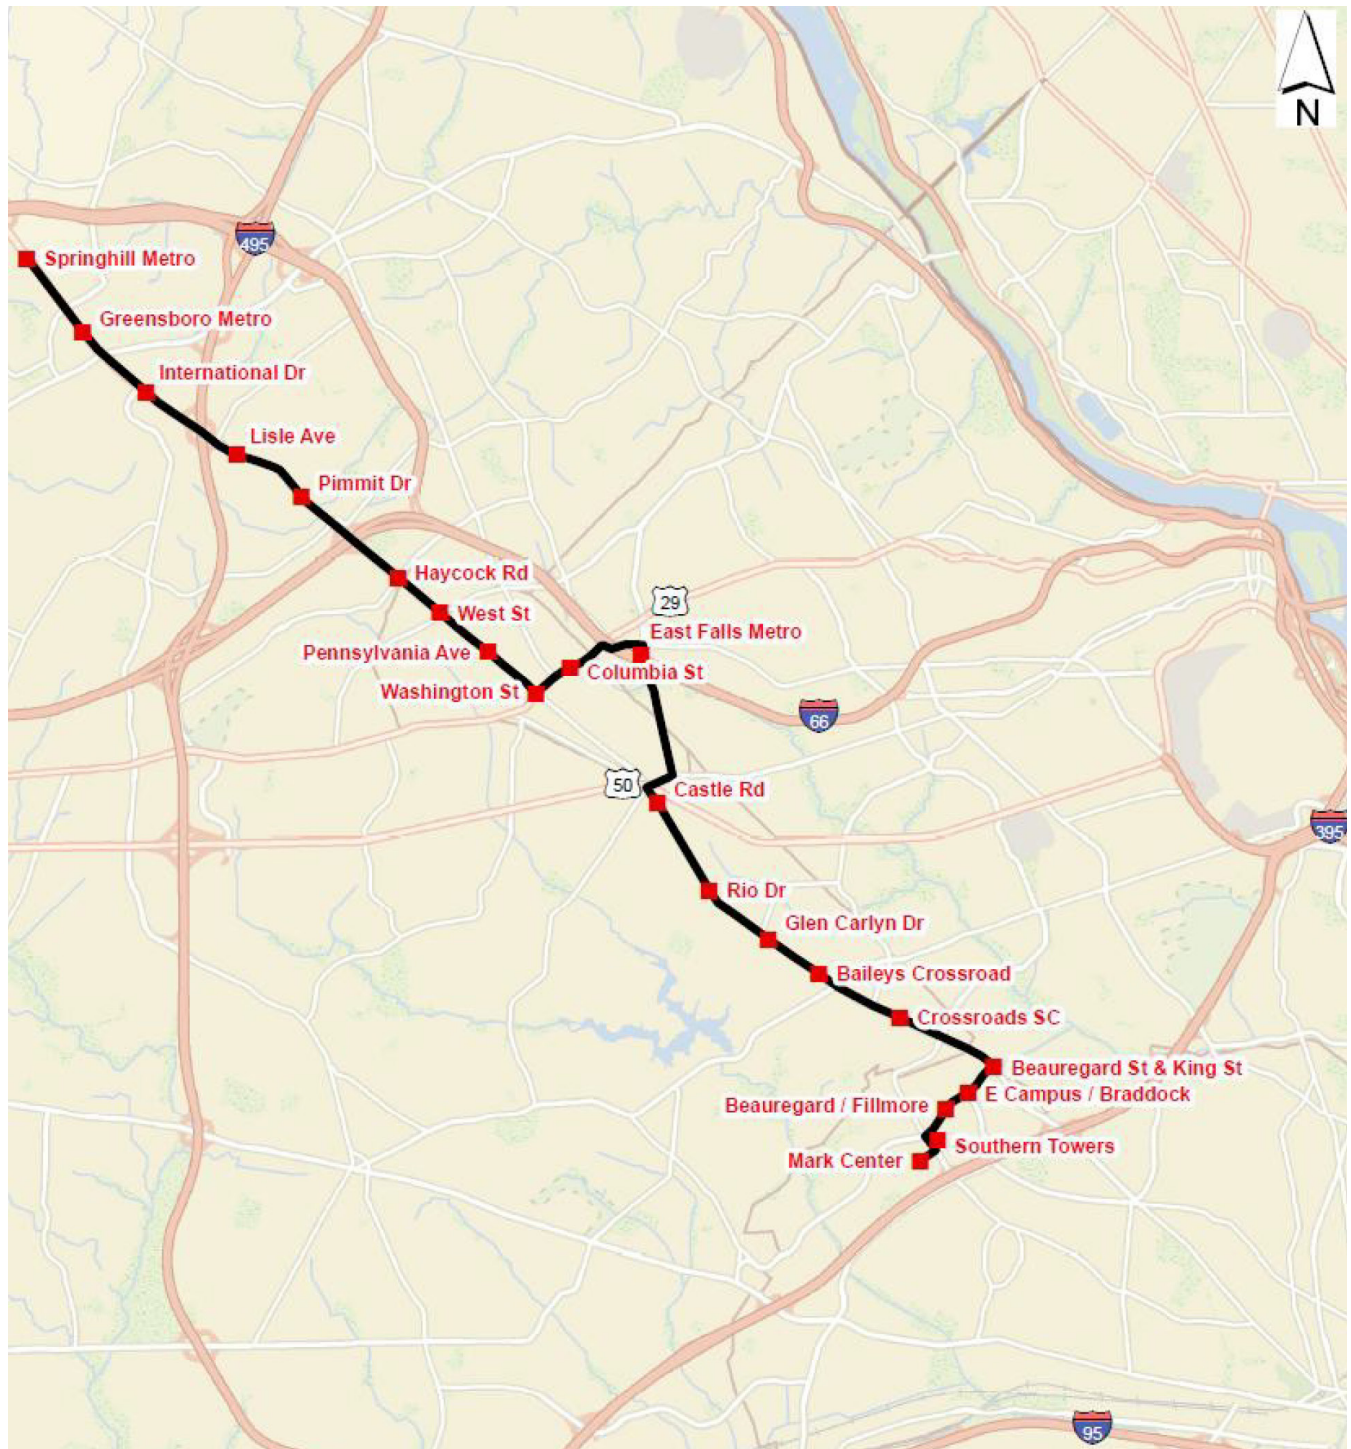 N
495
Springhill Metro
Greensboro Metro
International Dr
Lisle Ave
Pimmit Dr
Haycock Rd
29
West St
East Falls Metro
Pennsylvania Ave
Columbia St
Washington St
66
50
Castle Rd
395
Rio Dr
Glen Carlyn Dr
Baileys Crossroad
Crossroads SC
Beauregard St & King St
E Campus / Braddock
Beauregard / Fillmore
Southern Towers
Mark Center
95